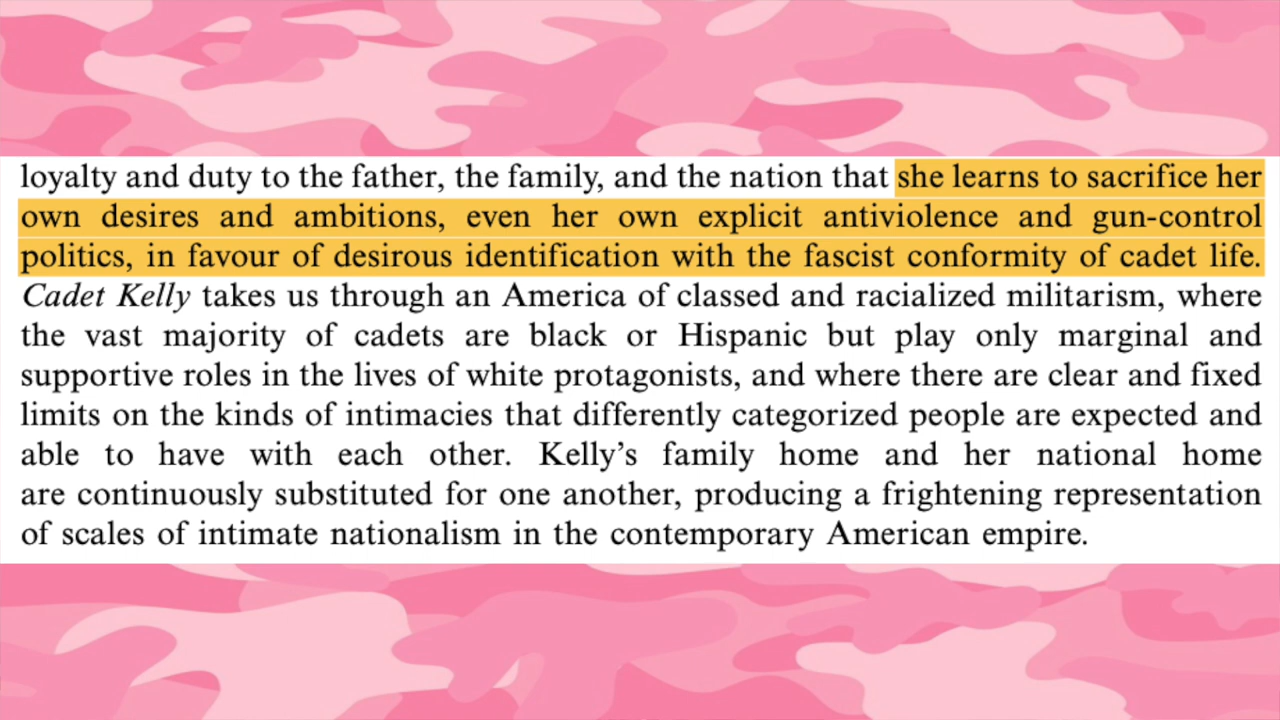 loyalty and duty to the father, the family, and the nation that she learns to sacrifice her
own desires and ambitions, even her own explicit antiviolence and gun-control
politics, in favour of desirous identification with the fascist conformity of cadet life.
Cadet Kelly takes us through an America of classed and racialized militarism, where
the vast majority of cadets are black or Hispanic but play only marginal and
supportive roles in the lives of white protagonists, and where there are clear and fixed
limits on the kinds of intimacies that differently categorized people are expected and
able to have with each other. Kelly’s family home and her national home
are continuously substituted for one another, producing a frightening representation
of scales of intimate nationalism in the contemporary American empire.